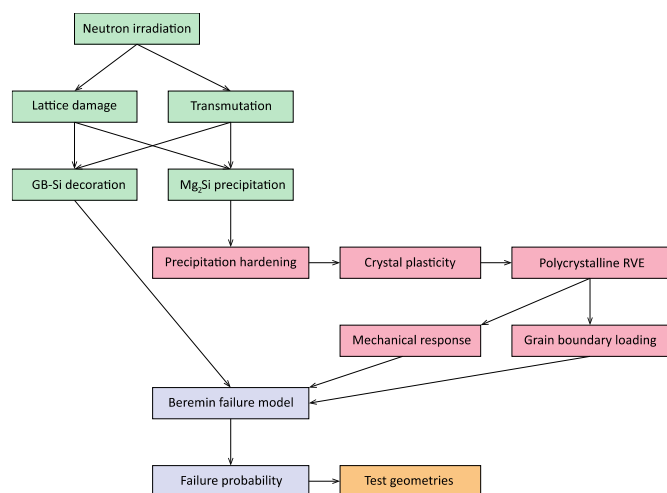 Neutron irradiation
Lattice damage
Transmutation
GB-Si decoration
Mg₂Si precipitation
Precipitation hardening
Crystal plasticity
Polycrystalline RVE
Mechanical response
Grain boundary loading
Beremin failure model
Failure probability
Test geometries